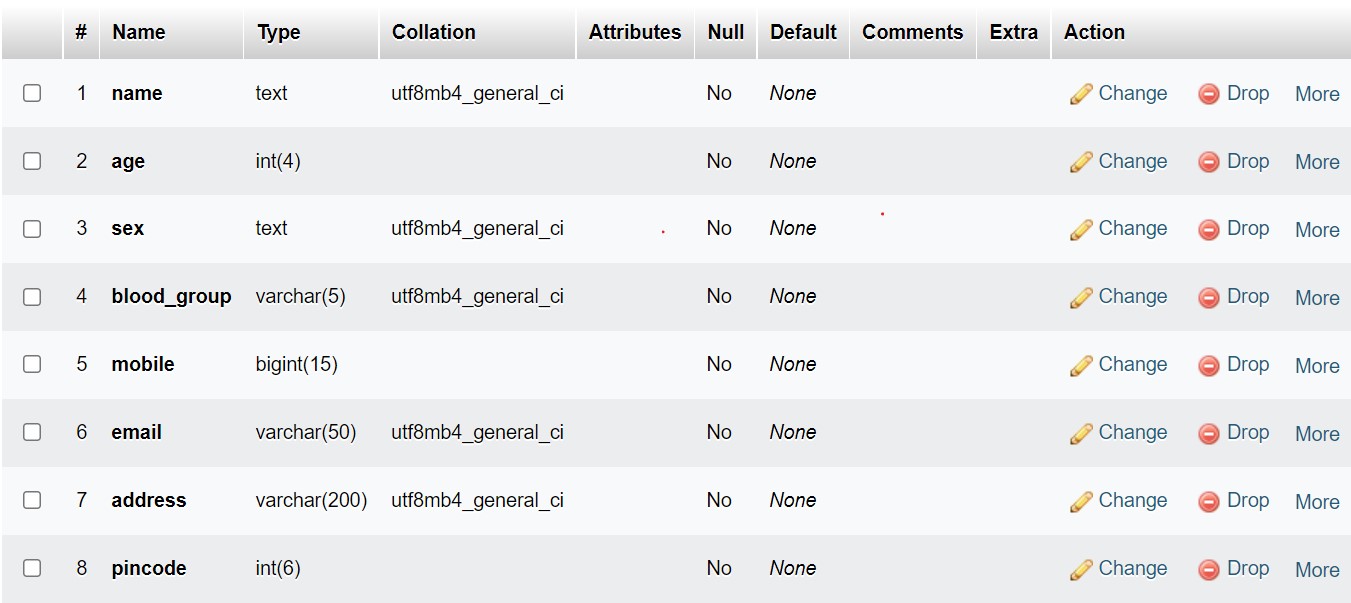 # Name Type Collation Attributes Null Default Comments Extra Action
1 name text utf8mb4_general_ci No None Change Drop More
2 age int(4) No None Change Drop More
3 sex text utf8mb4_general_ci No None Change Drop More
4 blood_group varchar(5) utf8mb4_general_ci No None Change Drop More
5 mobile bigint(15) No None Change Drop More
6 email varchar(50) utf8mb4_general_ci No None Change Drop More
7 address varchar(200) utf8mb4_general_ci No None Change Drop More
8 pincode int(6) No None Change Drop More